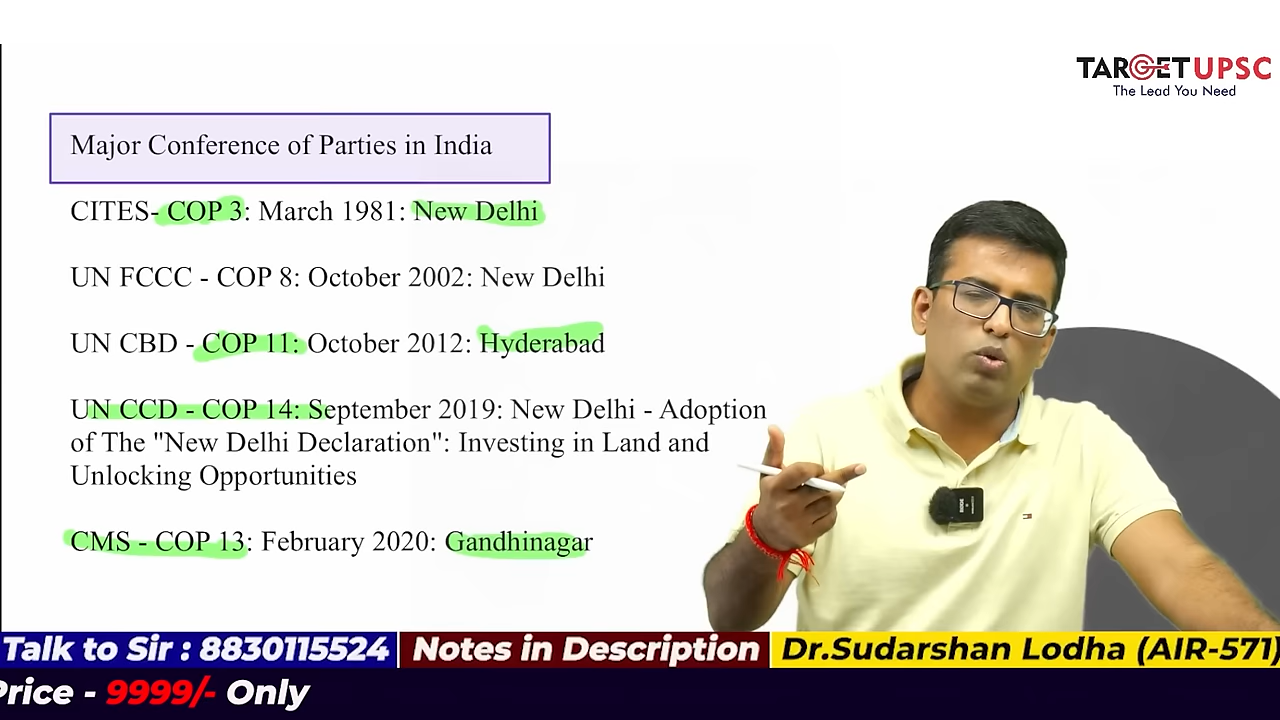 TARGET UPSC
The Lead You Need
Major Conference of Parties in India
CITES- COP 3: March 1981: New Delhi
UN FCCC - COP 8: October 2002: New Delhi
UN CBD - COP 11: October 2012: Hyderabad
UN CCD - COP 14: September 2019: New Delhi - Adoption
of The "New Delhi Declaration": Investing in Land and
Unlocking Opportunities
CMS - COP 13: February 2020: Gandhinagar
Talk to Sir : 8830115524 Notes in Description Dr.Sudarshan Lodha (AIR-571)
Price - 9999/- Only